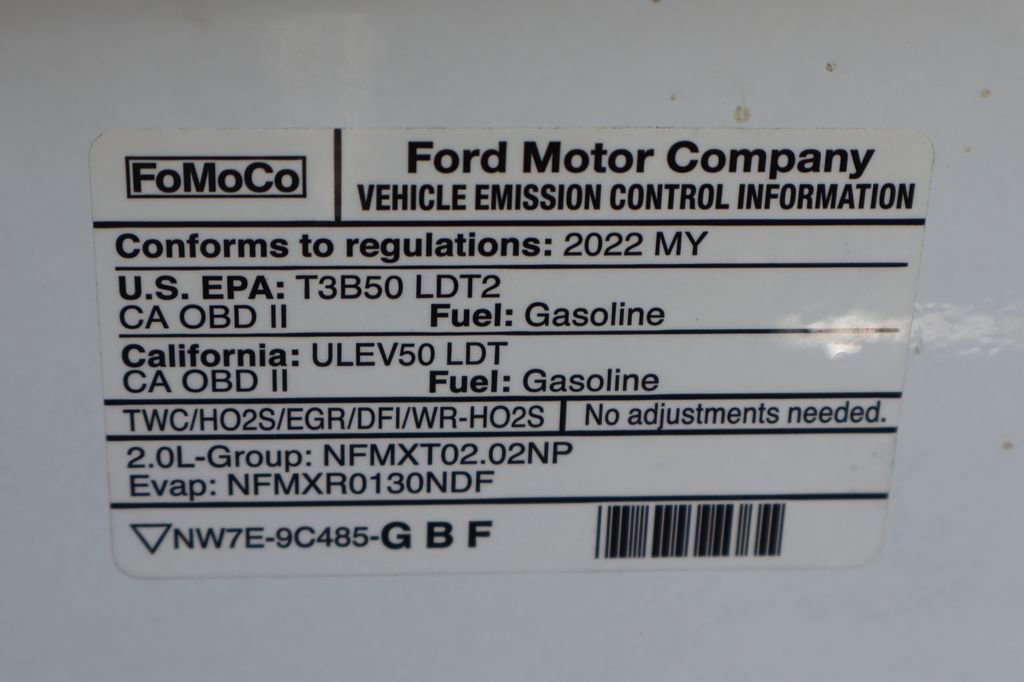 FoMoCo
Ford Motor Company
VEHICLE EMISSION CONTROL INFORMATION
Conforms to regulations: 2022 MY
U.S. EPA: T3B50 LDT2
CA OBD II Fuel: Gasoline
California: ULEV50 LDT
CA OBD II Fuel: Gasoline
TWC/HO2S/EGR/DFI/WR-HO2S No adjustments needed.
2.0L-Group: NFMXT02.02NP
Evap: NFMXR0130NDF
NW7E-9C485-G B F